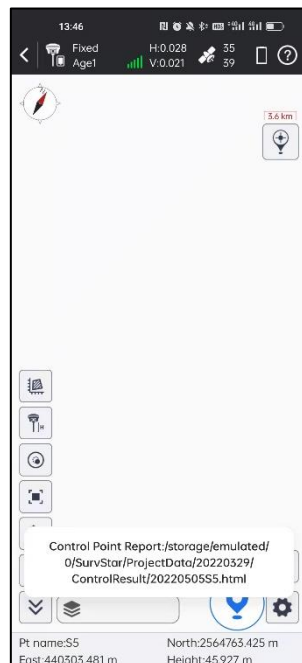 13:46
Fixed H:0.028 35
Age1 V:0.021 39
3.6 km
Control Point Report:/storage/emulated/
0/SurvStar/ProjectData/20220329/
ControlResult/20220505S5.html
Pt name:S5 North:2564763.425 m
East:440303.481 m Height:45.927 m